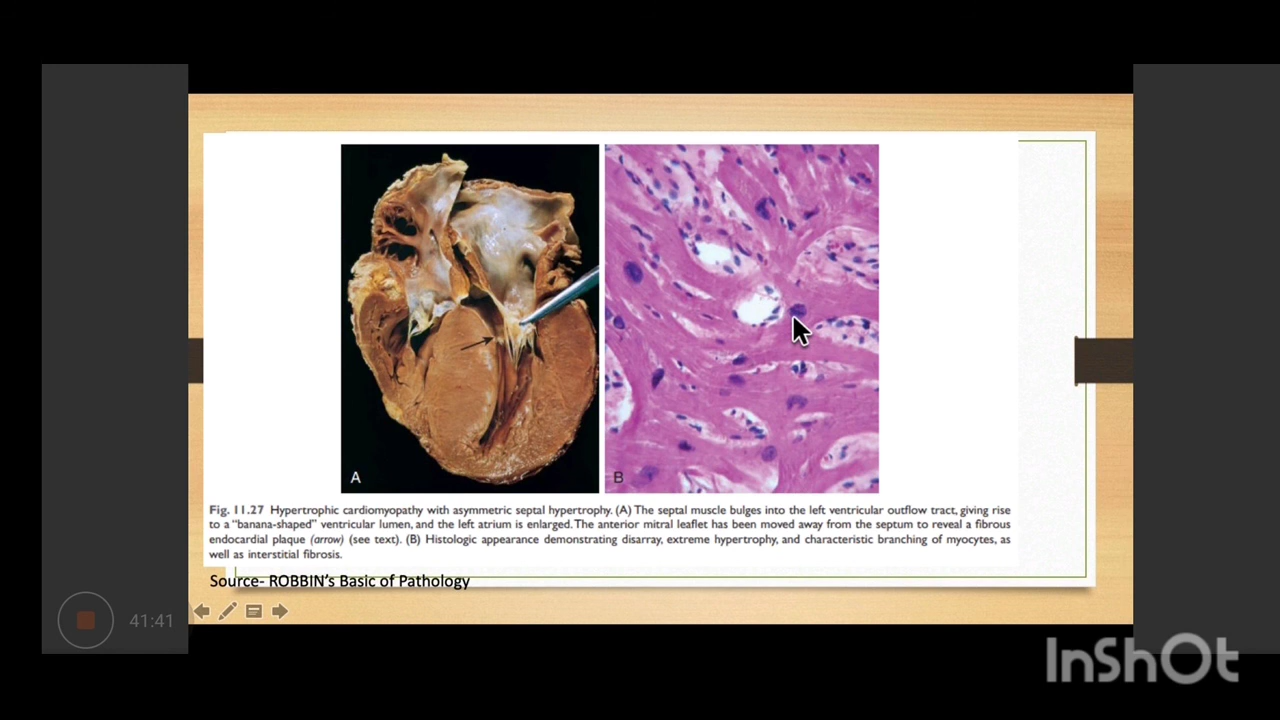 A
B
Fig. 11.27 Hypertrophic cardiomyopathy with asymmetric septal hypertrophy. (A) The septal muscle bulges into the left ventricular outflow tract, giving rise
to a “banana-shaped” ventricular lumen, and the left atrium is enlarged. The anterior mitral leaflet has been moved away from the septum to reveal a fibrous
endocardial plaque (arrow) (see text). (B) Histologic appearance demonstrating disarray, extreme hypertrophy, and characteristic branching of myocytes, as
well as interstitial fibrosis.
Source- ROBBIN’s Basic of Pathology
41:41
InShOt